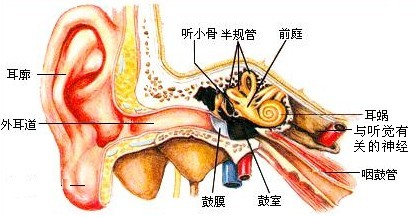 听小骨 半规管 前庭
耳廓
外耳道
耳蜗
与听觉有
关的神经
咽鼓管
鼓膜 鼓室